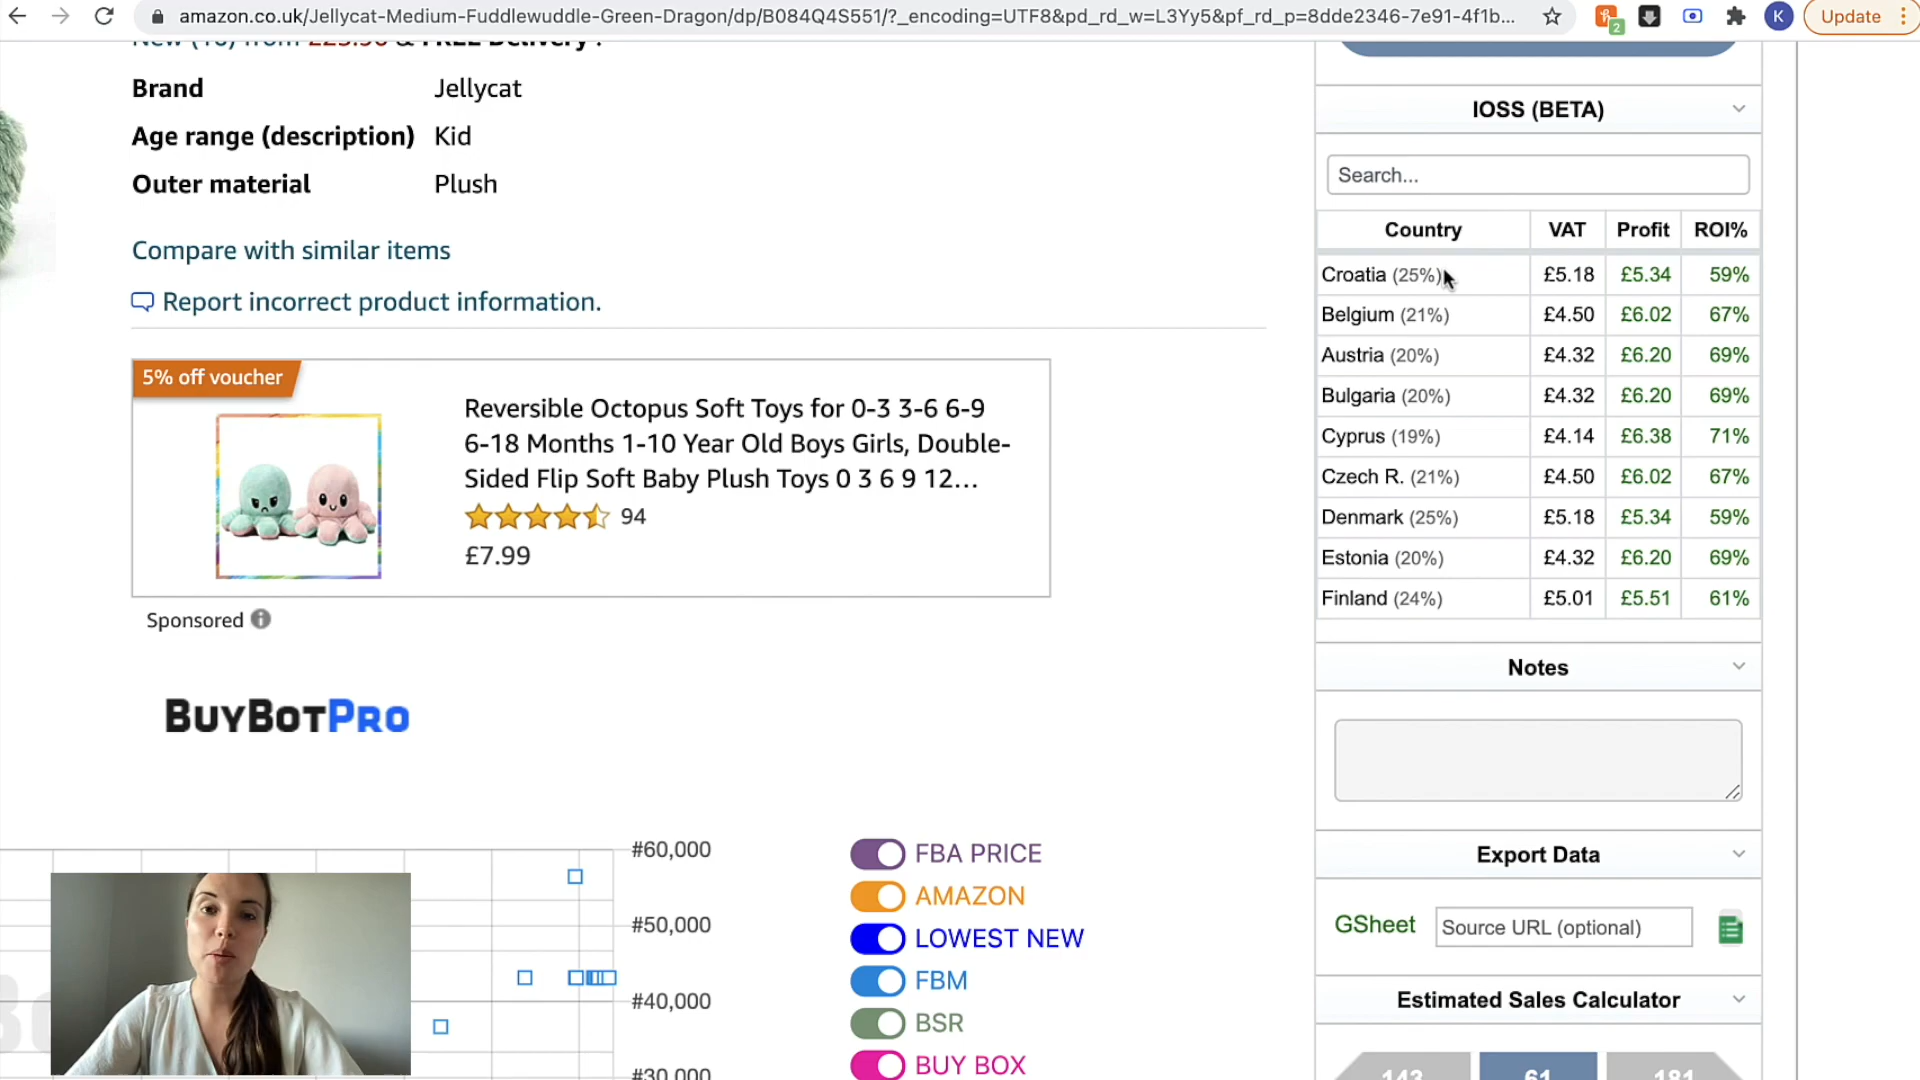 amazon.co.uk/Jellycat-Medium-Fuddlewuddle-Green-Dragon/dp/B084Q4S551/?_encoding=UTF8&pd_rd_w=L3Yy5&pf_rd_p=8dde2346-7e91-4f1b...
2
K
Update
& FREE Delivery .
Brand Jellycat
Age range (description) Kid
Outer material Plush
Compare with similar items
Report incorrect product information.
5% off voucher
Reversible Octopus Soft Toys for 0-3 3-6 6-9
6-18 Months 1-10 Year Old Boys Girls, Double-
Sided Flip Soft Baby Plush Toys 0 3 6 9 12...
94
£7.99
Sponsored
BUYBOTPRO
#60,000
#50,000
#40,000
#30,000
FBA PRICE
AMAZON
LOWEST NEW
FBM
BSR
BUY BOX
IOSS (BETA)
Search...
Country VAT Profit ROI%
Croatia (25%) £5.18 £5.34 59%
Belgium (21%) £4.50 £6.02 67%
Austria (20%) £4.32 £6.20 69%
Bulgaria (20%) £4.32 £6.20 69%
Cyprus (19%) £4.14 £6.38 71%
Czech R. (21%) £4.50 £6.02 67%
Denmark (25%) £5.18 £5.34 59%
Estonia (20%) £4.32 £6.20 69%
Finland (24%) £5.01 £5.51 61%
Notes
Export Data
GSheet Source URL (optional)
Estimated Sales Calculator
61 181